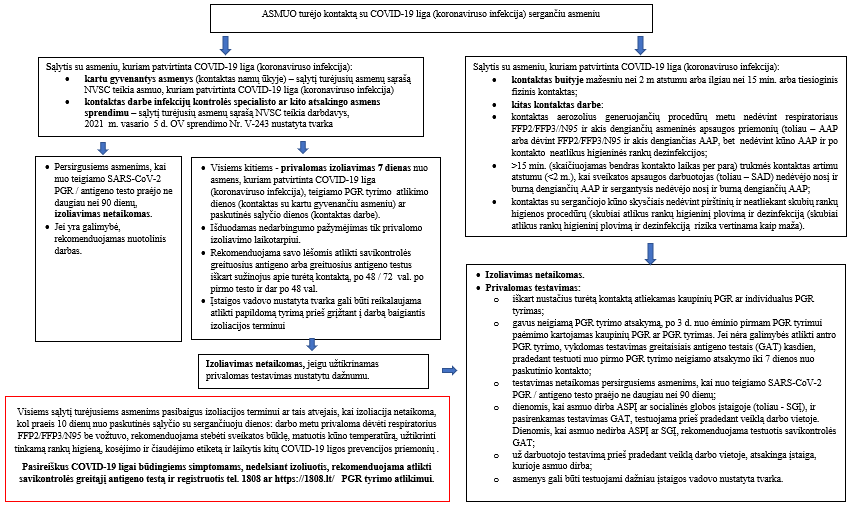 ASMUO turėjo kontaktą su COVID-19 liga (koronaviruso infekcija) sergančiu asmeniu
Sąlytis su asmeniu, kuriam patvirtinta COVID-19 liga (koronaviruso infekcija):
• kartu gyvenantys asmenys (kontaktas namų ūkyje) – sąlytį turėjusių asmenų sąrašą
NVSC teikia asmuo, kuriam patvirtinta COVID-19 liga (koronaviruso infekcija)
• kontaktas darbe infekcijų kontrolės specialisto ar kito atsakingo asmens
sprendimu – sąlytį turėjusių asmenų sąrašą NVSC teikia darbdavys,
2021 m. vasario 5 d. OV sprendimo Nr. V-243 nustatyta tvarka
• Persirgusiems asmenims, kai
nuo teigiamo SARS-CoV-2
PGR / antigeno testo praėjo ne
daugiau nei 90 dienų,
izoliavimas netaikomas.
• Jei yra galimybė,
rekomenduojamas nuotolinis
darbas.
• Visiems kitiems - privalomas izoliavimas 7 dienas nuo
asmens, kuriam patvirtinta COVID-19 liga
(koronaviruso infekcija), teigiamo PGR tyrimo atlikimo
dienos (kontaktas su kartu gyvenančiu asmeniu) ar
paskutinės sąlyčio dienos (kontaktas darbe).
• Išduodamas nedarbingumo pažymėjimas tik privalomo
izoliavimo laikotarpiui.
• Rekomenduojama savo lėšomis atlikti savikontrolės
greituosius antigeno arba greituosius antigeno testus
iškart sužinojus apie turėtą kontaktą, po 48 / 72 val. po
pirmo testo ir dar po 48 val.
• Įstaigos vadovo nustatyta tvarka gali būti reikalaujama
atlikti papildomą tyrimą prieš grįžtant į darbą baigiantis
izoliacijos terminui
Izoliavimas netaikomas, jeigu užtikrinamas
privalomas testavimas nustatytu dažnumu.
Visiems sąlytį turėjusiems asmenims pasibaigus izoliacijos terminui ar tais atvejais, kai izoliacija netaikoma,
kol praeis 10 dienų nuo paskutinės sąlyčio su sergančiuoju dienos: darbo metu privaloma dėvėti respiratorius
FFP2/FFP3/N95 be vožtuvo, rekomenduojama stebėti sveikatos būklę, matuotis kūno temperatūrą, užtikrinti
tinkamą rankų higieną, kosėjimo ir čiaudėjimo etiketą ir laikytis kitų COVID-19 ligos prevencijos priemonių .
Pasireiškus COVID-19 ligai būdingiems simptomams, nedelsiant izoliuotis, rekomenduojama atlikti
savikontrolės greitąjį antigeno testą ir registruotis tel. 1808 ar https://1808.lt/ PGR tyrimo atlikimui.
Sąlytis su asmeniu, kuriam patvirtinta COVID-19 liga (koronaviruso infekcija):
• kontaktas buityje mažesniu nei 2 m atstumu arba ilgiau nei 15 min. arba tiesioginis
fizinis kontaktas;
• kitas kontaktas darbe:
• kontaktas aerozolius generuojančių procedūrų metu nedėvint respiratoriaus
FFP2/FFP3//N95 ir akis dengiančių asmeninės apsaugos priemonių (toliau – AAP
arba dėvint FFP2/FFP3/N95 ir akis dengiančias AAP, bet nedėvint kūno AAP ir po
kontakto neatlikus higieninės rankų dezinfekcijos;
• >15 min. (skaičiuojamas bendras kontakto laikas per parą) trukmės kontaktas artimu
atstumu (<2 m.), kai sveikatos apsaugos darbuotojas (toliau – SAD) nedėvėjo nosį ir
burną dengiančių AAP ir sergantysis nedėvėjo nosį ir burną dengiančių AAP;
• kontaktas su sergančiojo kūno skysčiais nedėvint pirštinių ir neatliekant skubių rankų
higienos procedūrų (skubiai atlikus rankų higieninį plovimą ir dezinfekciją (skubiai
atlikus rankų higieninį plovimą ir dezinfekciją rizika vertinama kaip maža).
• Izoliavimas netaikomas.
• Privalomas testavimas:
o iškart nustačius turėtą kontaktą atliekamas kaupinių PGR ar individualus PGR
tyrimas;
o gavus neigiamą PGR tyrimo atsakymą, po 3 d. nuo ėminio pirmam PGR tyrimui
paėmimo kartojamas kaupinių PGR ar PGR tyrimas. Jei nėra galimybės atlikti antro
PGR tyrimo, vykdomas testavimas greitaisiais antigeno testais (GAT) kasdien,
pradedant testuoti nuo pirmo PGR tyrimo neigiamo atsakymo iki 7 dienos nuo
paskutinio kontakto;
o testavimas netaikomas persirgusiems asmenims, kai nuo teigiamo SARS-CoV-2
PGR / antigeno testo praėjo ne daugiau nei 90 dienų;
o dienomis, kai asmuo dirba ASPĮ ar socialinės globos įstaigoje (toliau - SGĮ), ir
pasirenkamas testavimas GAT, testuojama prieš pradedant veiklą darbo vietoje.
Dienomis, kai asmuo nedirba ASPĮ ar SGĮ, rekomenduojama testuotis savikontrolės
GAT;
o už darbuotojo testavimą prieš pradedant veiklą darbo vietoje, atsakinga įstaiga,
kurioje asmuo dirba;
o asmenys gali būti testuojami dažniau įstaigos vadovo nustatyta tvarka.